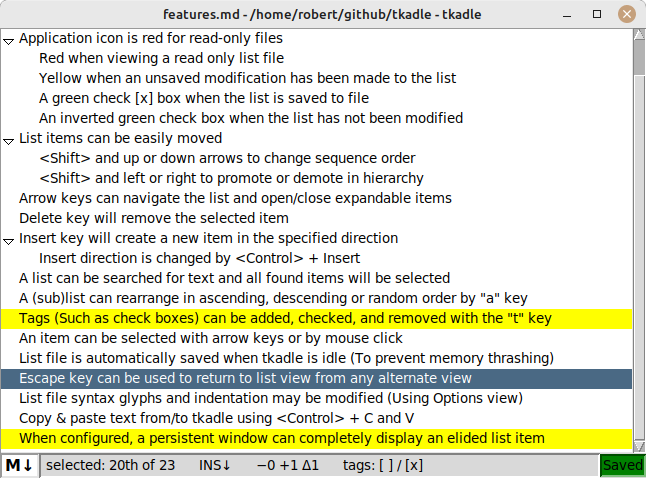 features.md - /home/robert/github/tkadle - tkadle
Application icon is red for read-only files
Red when viewing a read only list file
Yellow when an unsaved modification has been made to the list
A green check [x] box when the list is saved to file
An inverted green check box when the list has not been modified
List items can be easily moved
<Shift> and up or down arrows to change sequence order
<Shift> and left or right to promote or demote in hierarchy
Arrow keys can navigate the list and open/close expandable items
Delete key will remove the selected item
Insert key will create a new item in the specified direction
Insert direction is changed by <Control> + Insert
A list can be searched for text and all found items will be selected
A (sub)list can rearrange in ascending, descending or random order by "a" key
Tags (Such as check boxes) can be added, checked, and removed with the "t" key
An item can be selected with arrow keys or by mouse click
List file is automatically saved when tkadle is idle (To prevent memory thrashing)
Escape key can be used to return to list view from any alternate view
List file syntax glyphs and indentation may be modified (Using Options view)
Copy & paste text from/to tkadle using <Control> + C and V
When configured, a persistent window can completely display an elided list item
M↓ selected: 20th of 23 INS↓ −0 +1 Δ1 tags: [ ] / [x] Saved